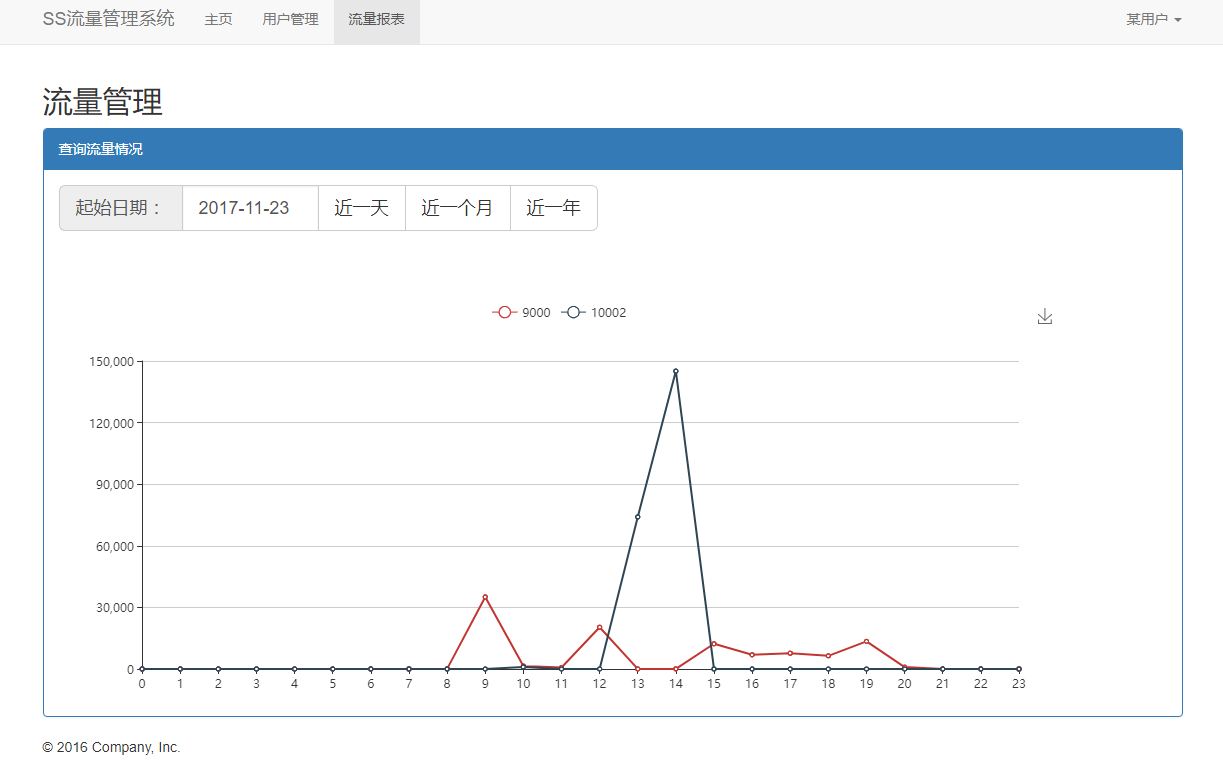 SS流量管理系统 主页 用户管理 流量报表 某用户
流量管理
查询流量情况
起始日期： 2017-11-23 近一天 近一个月 近一年
9000 10002
150,000
120,000
90,000
60,000
30,000
0
0 1 2 3 4 5 6 7 8 9 10 11 12 13 14 15 16 17 18 19 20 21 22 23
© 2016 Company, Inc.